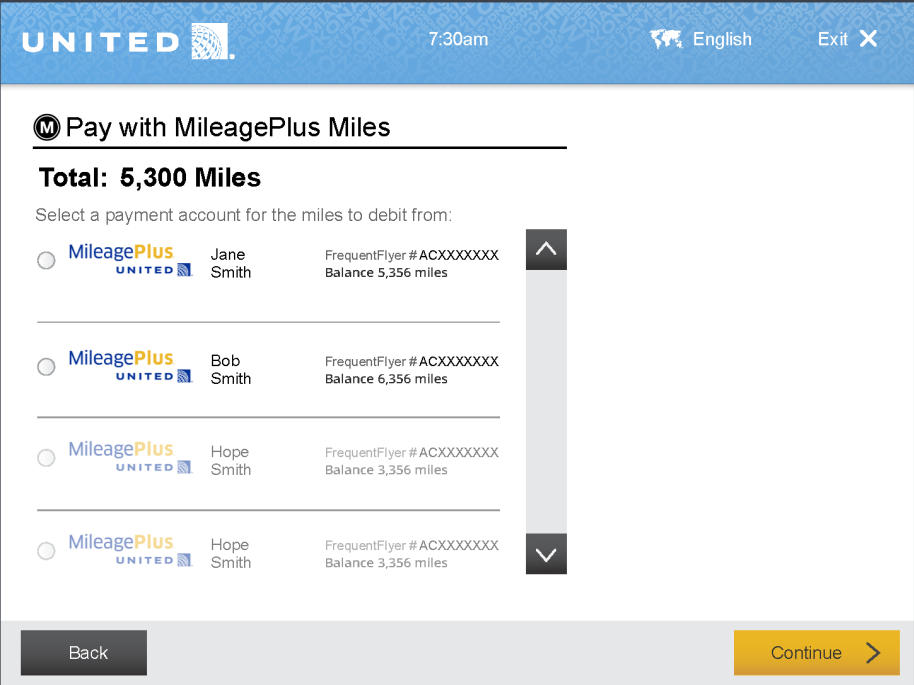 UNITED
7:30am
English
Exit
M Pay with MileagePlus Miles
Total: 5,300 Miles
Select a payment account for the miles to debit from:
MileagePlus
UNITED
Jane
Smith
FrequentFlyer # ACXXXXXXX
Balance 5,356 miles
MileagePlus
UNITED
Bob
Smith
FrequentFlyer # ACXXXXXXX
Balance 6,356 miles
MileagePlus
UNITED
Hope
Smith
FrequentFlyer # ACXXXXXXX
Balance 3,356 miles
MileagePlus
UNITED
Hope
Smith
FrequentFlyer # ACXXXXXXX
Balance 3,356 miles
Back
Continue